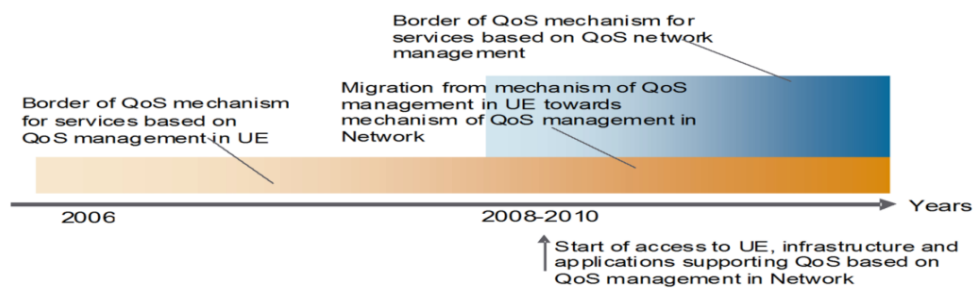 Border of QoS mechanism for
services based on QoS network
management
Migration from mechanism of QoS
management in UE towards
mechanism of QoS management in
Network
Border of QoS mechanism
for services based on
QoS management in UE
Years
2006
2008-2010
Start of access to UE, infrastructure and
applications supporting QoS based on
QoS management in Network